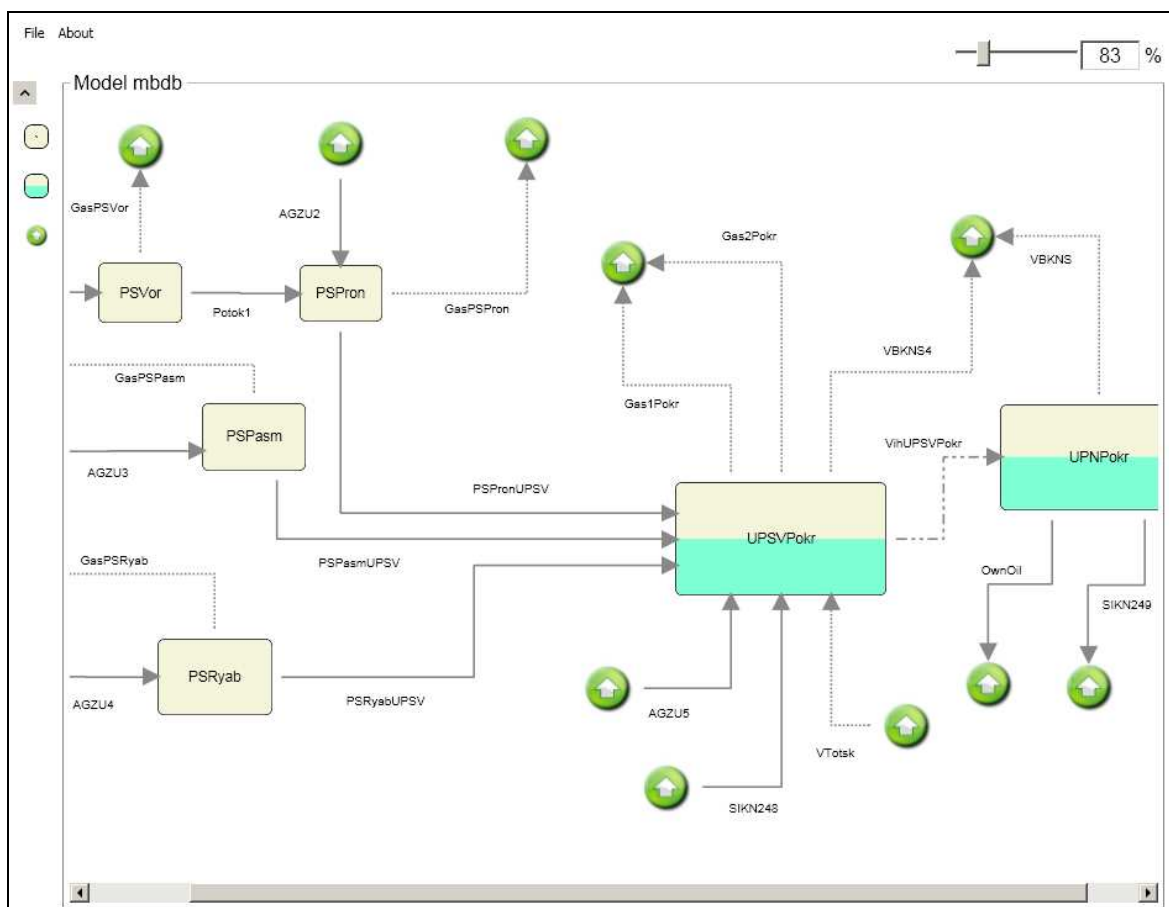 File About
83 %
Model mbdb
GasPSVor
AGZU2
Gas2Pokr
VBKNS
PSVor
PSPron
Potok1
GasPSPron
VBKNS4
GasPSPasm
Gas1Pokr
PSPasm
VihUPSVPokr
UPNPokr
AGZU3
PSPronUPSV
UPSVPokr
GasPSRyab
PSPasmUPSV
OwnOil
SIKN249
PSRyab
AGZU4
PSRyabUPSV
AGZU5
VTotsk
SIKN248